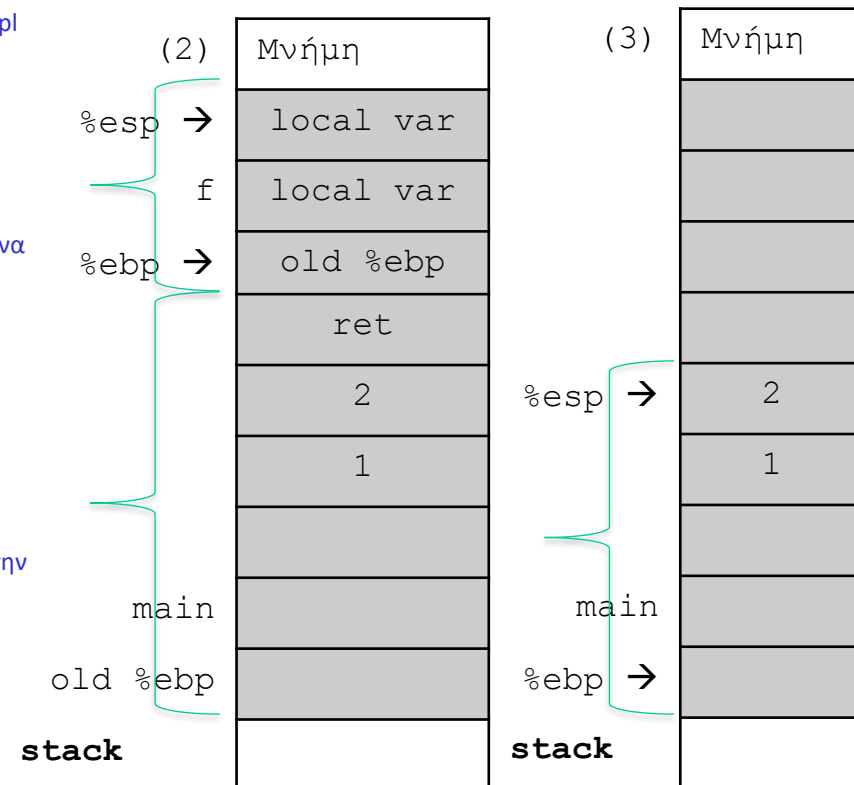 pl
να
ην
(2)
Μνήμη
%esp →
local var
f
local var
%ebp →
old %ebp
ret
2
1
main
old %ebp
stack
(3)
Μνήμη
%esp →
2
1
main
%ebp →
stack